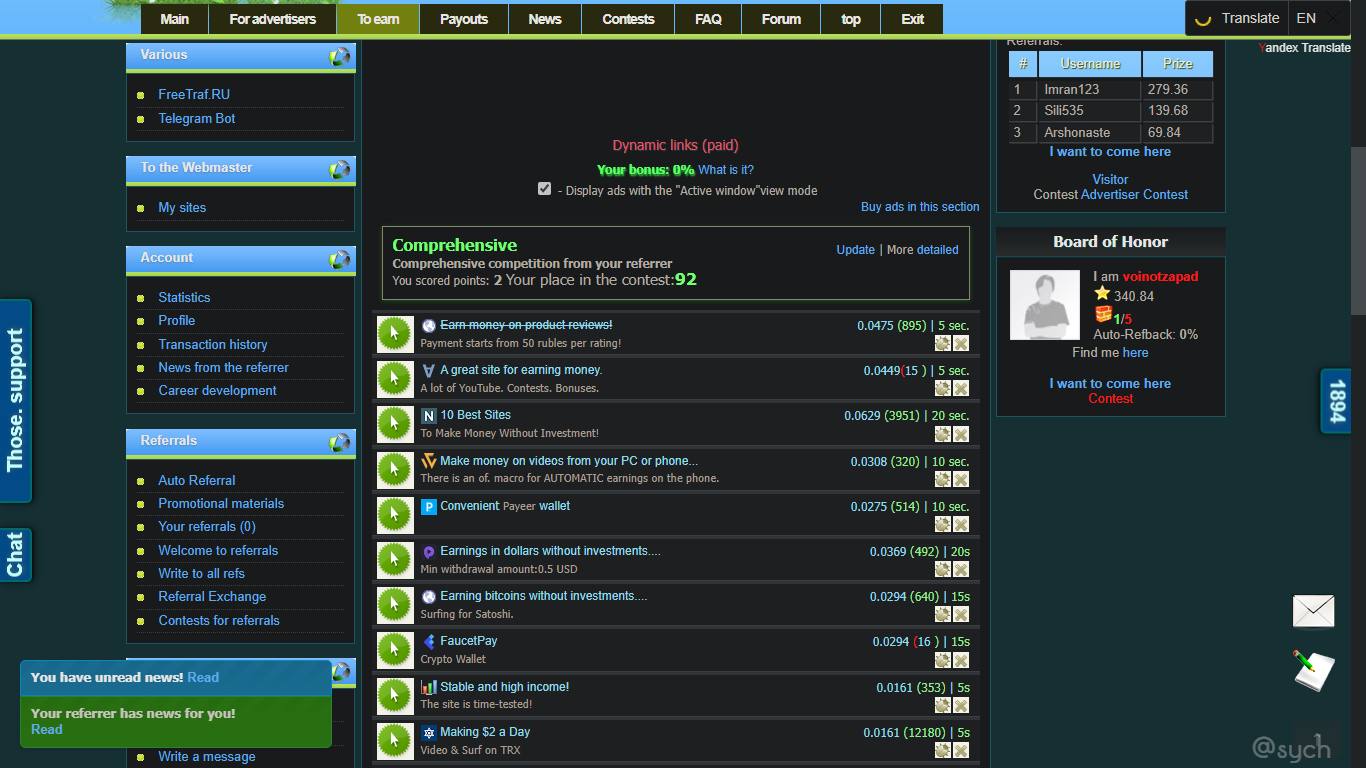 Main For advertisers To earn Payouts News Contests FAQ Forum top Exit
Translate EN
Yandex Translate
Various
FreeTraf.RU
Telegram Bot
To the Webmaster
My sites
Account
Statistics
Profile
Transaction history
News from the referrer
Career development
Referrals
Auto Referral
Promotional materials
Your referrals (0)
Welcome to referrals
Write to all refs
Referral Exchange
Contests for referrals
You have unread news! Read
Your referrer has news for you!
Read
Write a message
Those. support
Chat
Dynamic links (paid)
Your bonus: 0% What is it?
- Display ads with the "Active window"view mode
Buy ads in this section
Comprehensive
Update | More detailed
Comprehensive competition from your referrer
You scored points: 2 Your place in the contest:92
Earn money on product reviews! 0.0475 (895) | 5 sec.
Payment starts from 50 rubles per rating!
A great site for earning money. 0.0449(15 ) | 5 sec.
A lot of YouTube. Contests. Bonuses.
N 10 Best Sites 0.0629 (3951) | 20 sec.
To Make Money Without Investment!
Make money on videos from your PC or phone... 0.0308 (320) | 10 sec.
There is an of. macro for AUTOMATIC earnings on the phone.
P Convenient Payeer wallet 0.0275 (514) | 10 sec.
Earnings in dollars without investments.... 0.0369 (492) | 20s
Min withdrawal amount:0.5 USD
Earning bitcoins without investments.... 0.0294 (640) | 15s
Surfing for Satoshi.
FaucetPay 0.0294 (16 ) | 15s
Crypto Wallet
Stable and high income! 0.0161 (353) | 5s
The site is time-tested!
Making $2 a Day 0.0161 (12180) | 5s
Video & Surf on TRX
Referrals:
# Username Prize
1 Imran123 279.36
2 Sili535 139.68
3 Arshonaste 69.84
I want to come here
Visitor
Contest Advertiser Contest
Board of Honor
I am voinotzapad
340.84
1/5
Auto-Refback: 0%
Find me here
I want to come here
Contest
1894
1
@sych